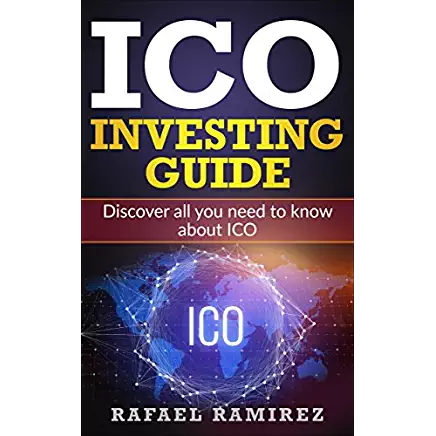 ICO
INVESTING
GUIDE
Discover all you need to know
about ICO
ICO
RAFAEL RAMIREZ